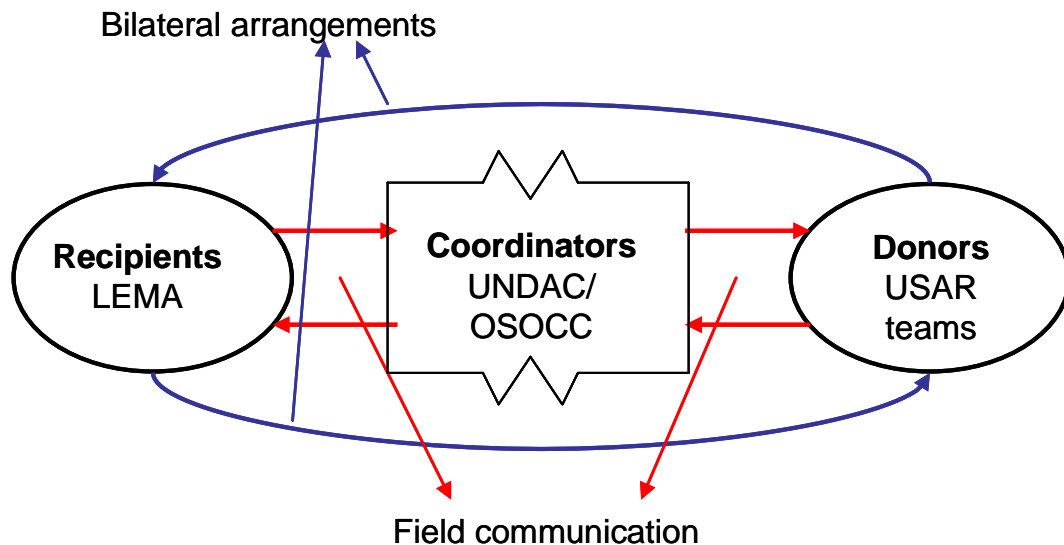 Bilateral arrangements
Recipients
LEMA
Coordinators
UNDAC/
OSOCC
Donors
USAR
teams
Field communication